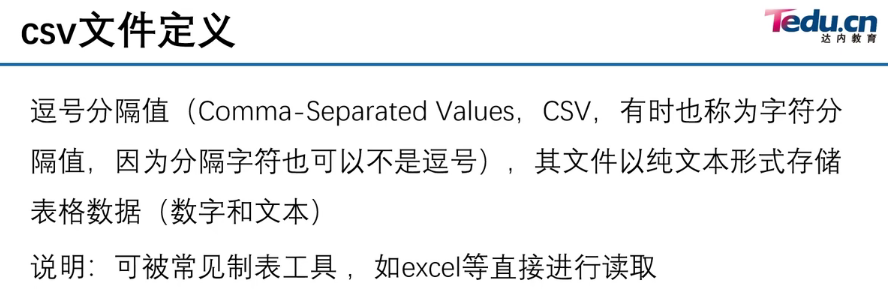 csv文件定义
Tedu.cn
达内教育
逗号分隔值（Comma-Separated Values，CSV，有时也称为字符分
隔值，因为分隔字符也可以不是逗号），其文件以纯文本形式存储
表格数据（数字和文本）
说明：可被常见制表工具，如excel等直接进行读取